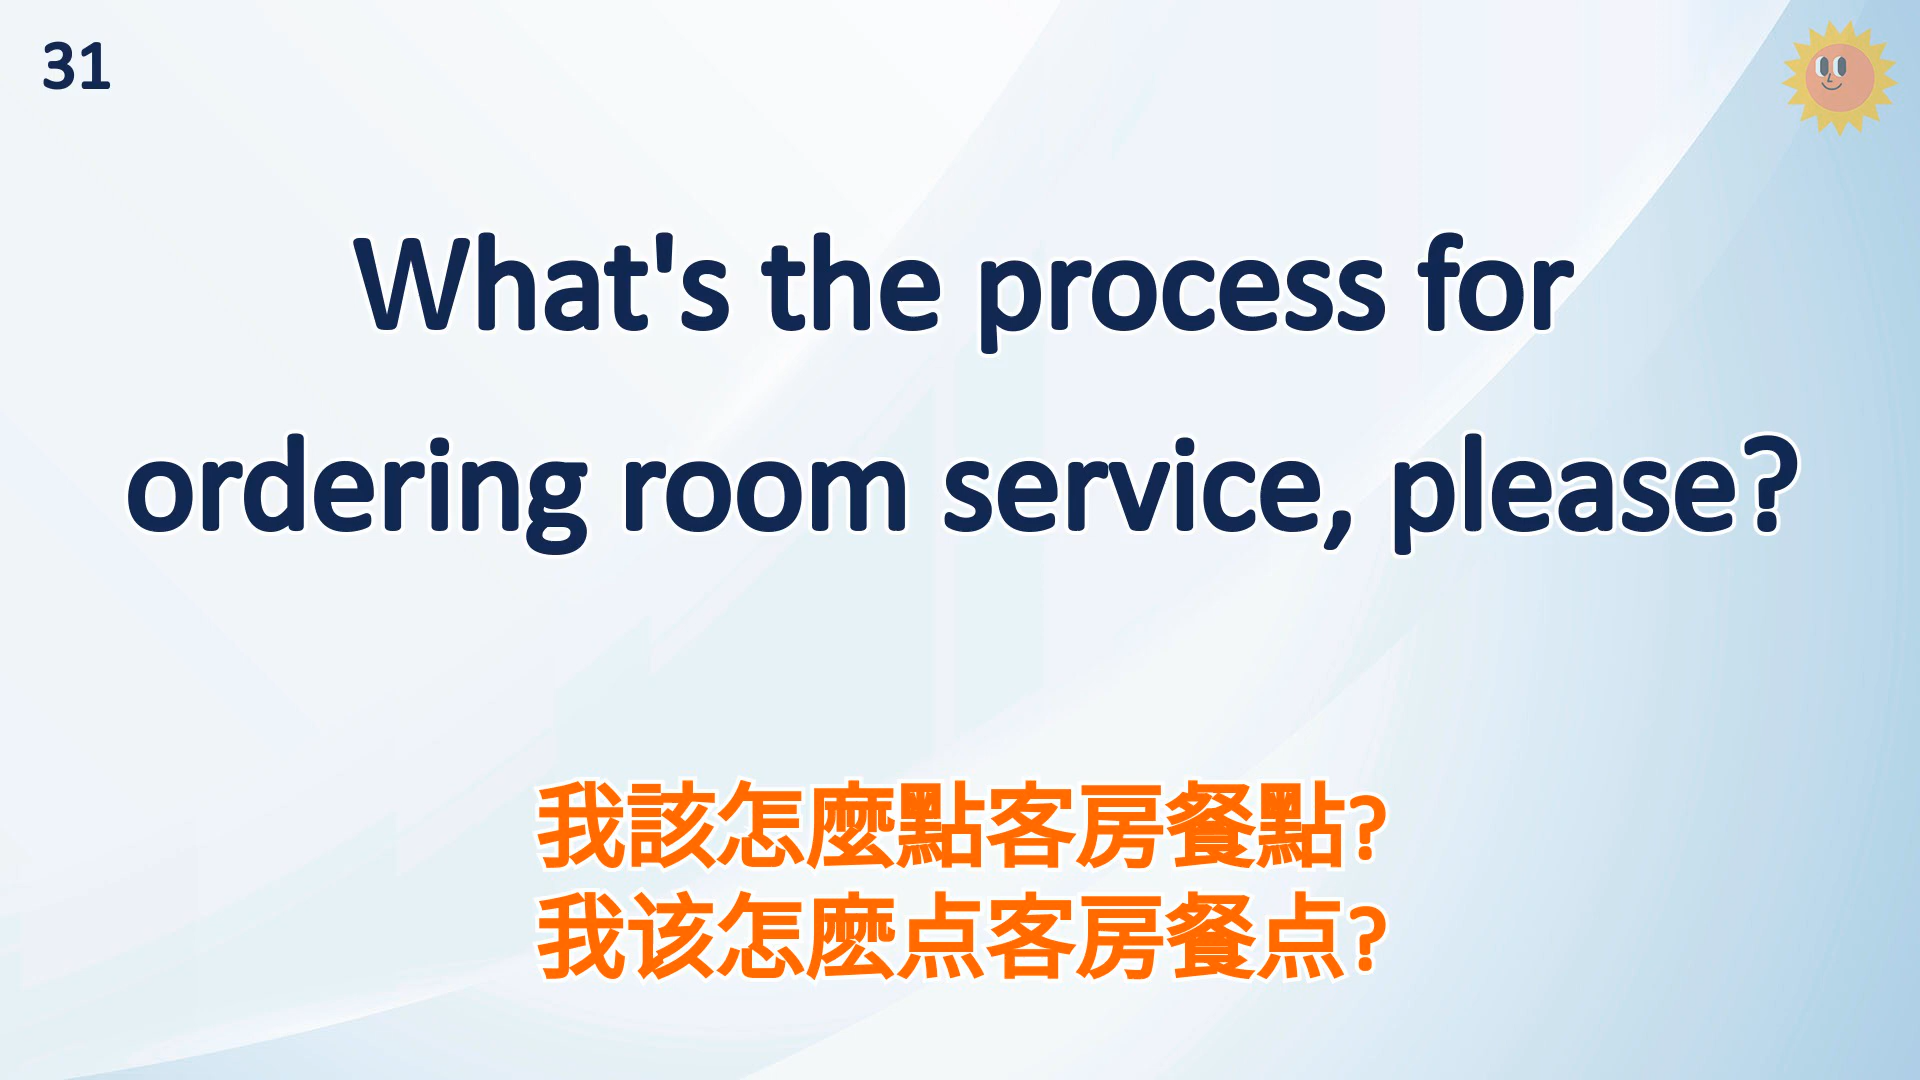 31
What's the process for
ordering room service, please?
我該怎麼點客房餐點?
我该怎麽点客房餐点?